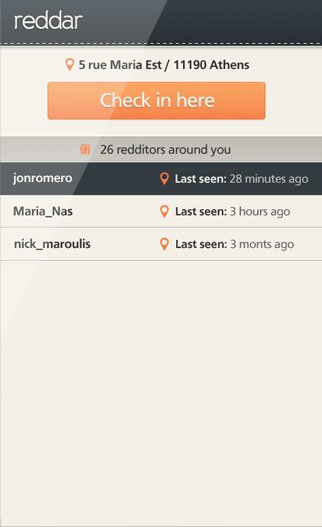 reddar
5 rue Maria Est / 11190 Athens
Check in here
26 redditors around you
jonromero Last seen: 28 minutes ago
Maria_Nas Last seen: 3 hours ago
nick_maroulis Last seen: 3 monts ago